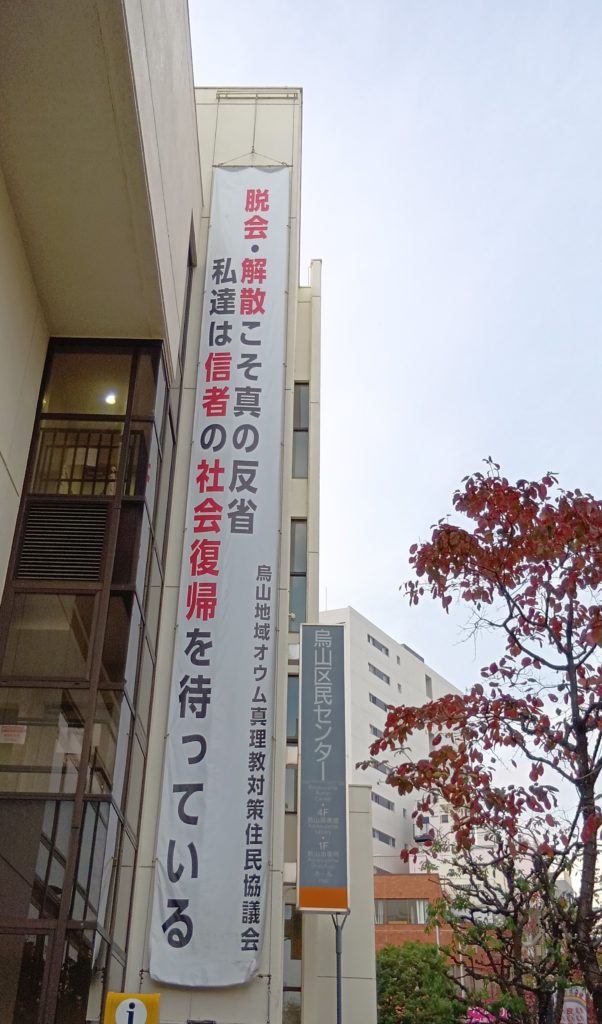 脱会・解散こそ真の反省
私達は信者の社会復帰を待っている
烏山地域オウム真理教対策住民協議会
烏山区民センター
4F
1F
i